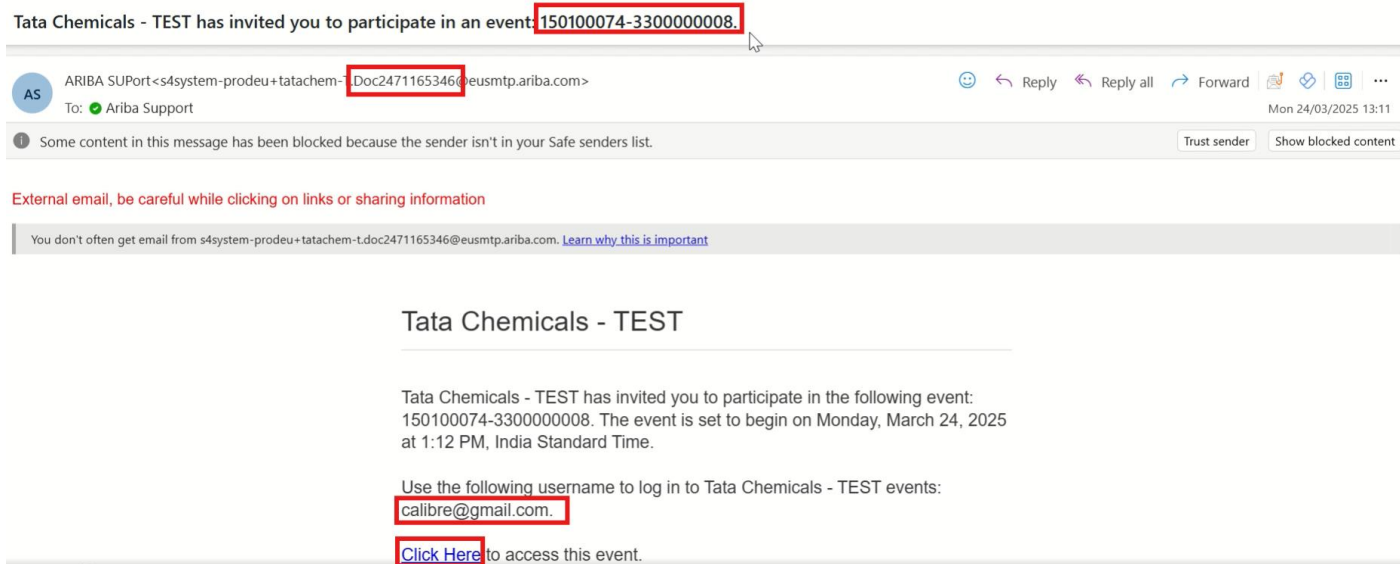 Tata Chemicals - TEST has invited you to participate in an event: 150100074-3300000008.
AS
ARIBA SUPort<s4system-prodeu+tatachem-T.Doc2471165346@eusmtp.ariba.com>
Reply Reply all Forward
To: Ariba Support
Mon 24/03/2025 13:11
Some content in this message has been blocked because the sender isn't in your Safe senders list.
Trust sender Show blocked content
External email, be careful while clicking on links or sharing information
You don't often get email from s4system-prodeu+tatachem-t.doc2471165346@eusmtp.ariba.com. Learn why this is important
Tata Chemicals - TEST
Tata Chemicals - TEST has invited you to participate in the following event:
150100074-3300000008. The event is set to begin on Monday, March 24, 2025
at 1:12 PM, India Standard Time.
Use the following username to log in to Tata Chemicals - TEST events:
calibre@gmail.com.
Click Here to access this event.